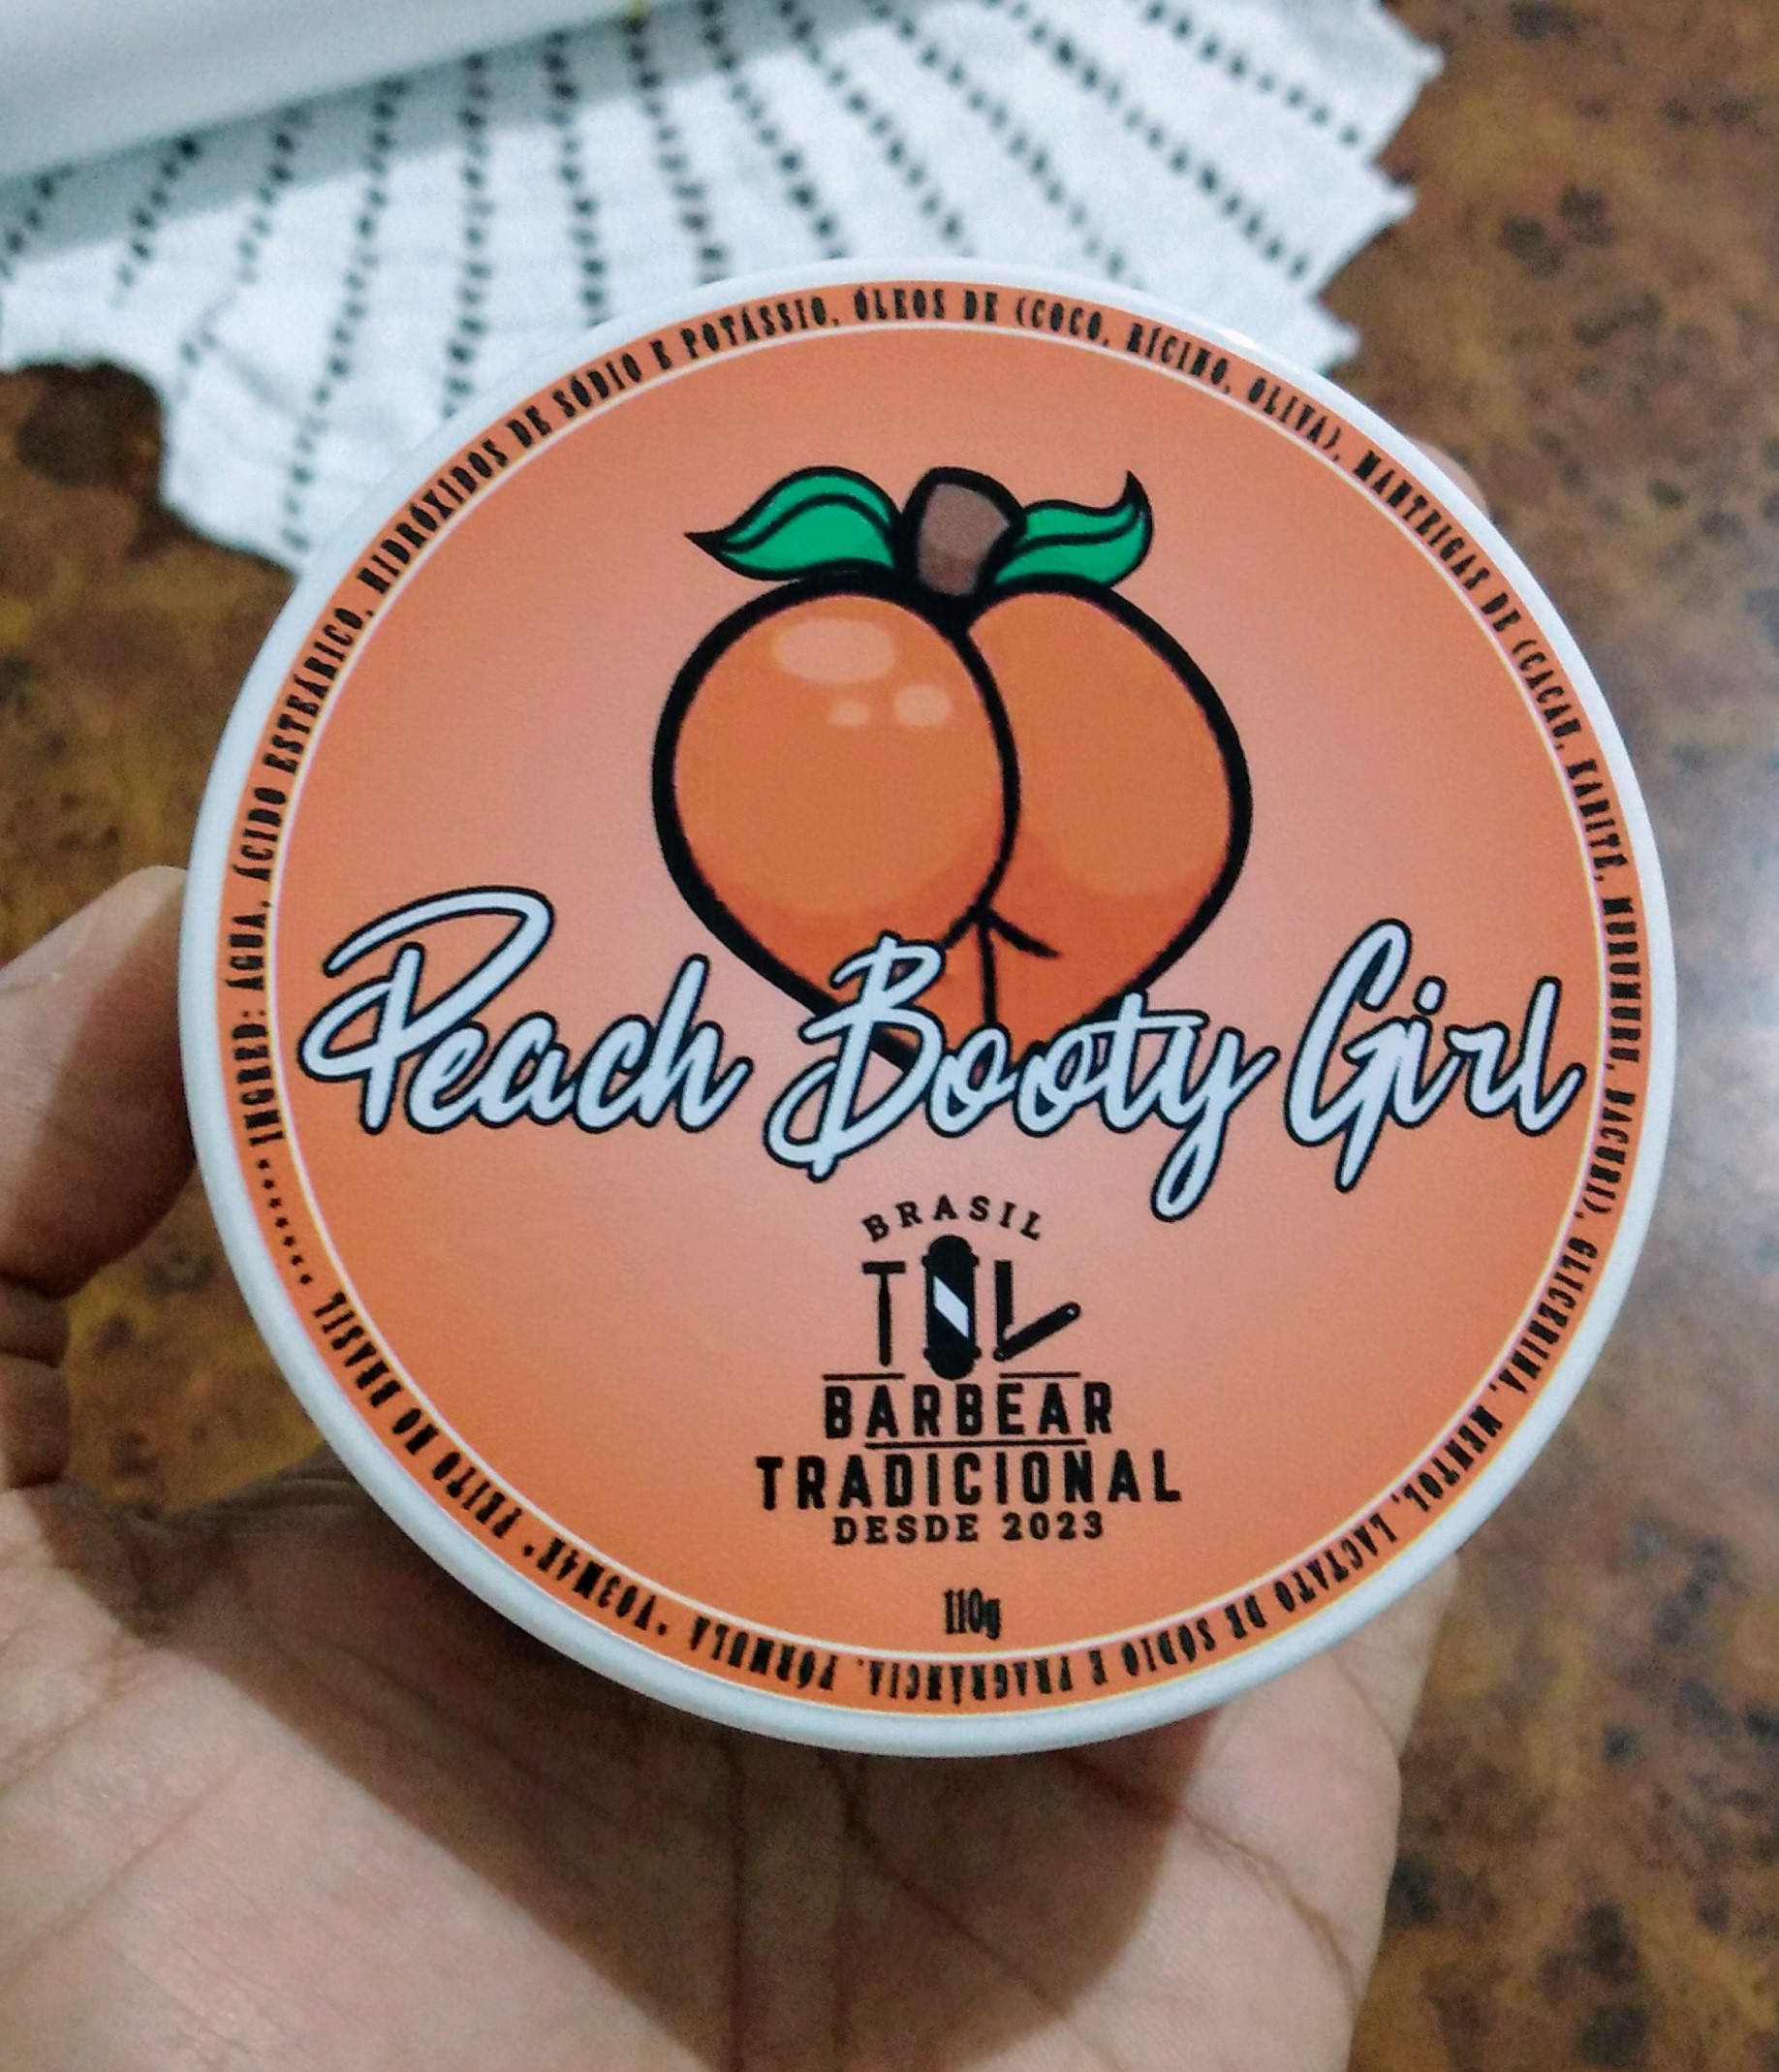 INGRED: ÁGUA, ÁCIDO ESTEÁRICO, HIDRÓXIDOS DE SÓDIO E POTÁSSIO, ÓLEOS DE (COCO, RÍCINO, OLIVA), MANTEIGAS DE (CACAU, KARITÉ, MURUMURU, BACURI), GLICERINA, MENTOL, LACTATO DE SÓDIO E FRAGRÂNCIA. FÓRMULA "V03M4K" FEITO NO BRASIL
Peach Booty Girl
BRASIL
BARBEAR
TRADICIONAL
DESDE 2023
110g